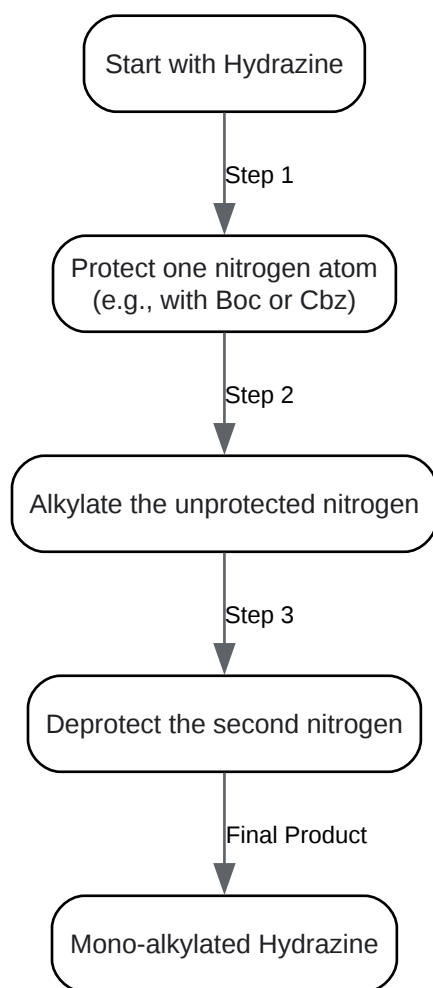 Start with Hydrazine
Step 1
Protect one nitrogen atom
(e.g., with Boc or Cbz)
Step 2
Alkylate the unprotected nitrogen
Step 3
Deprotect the second nitrogen
Final Product
Mono-alkylated Hydrazine